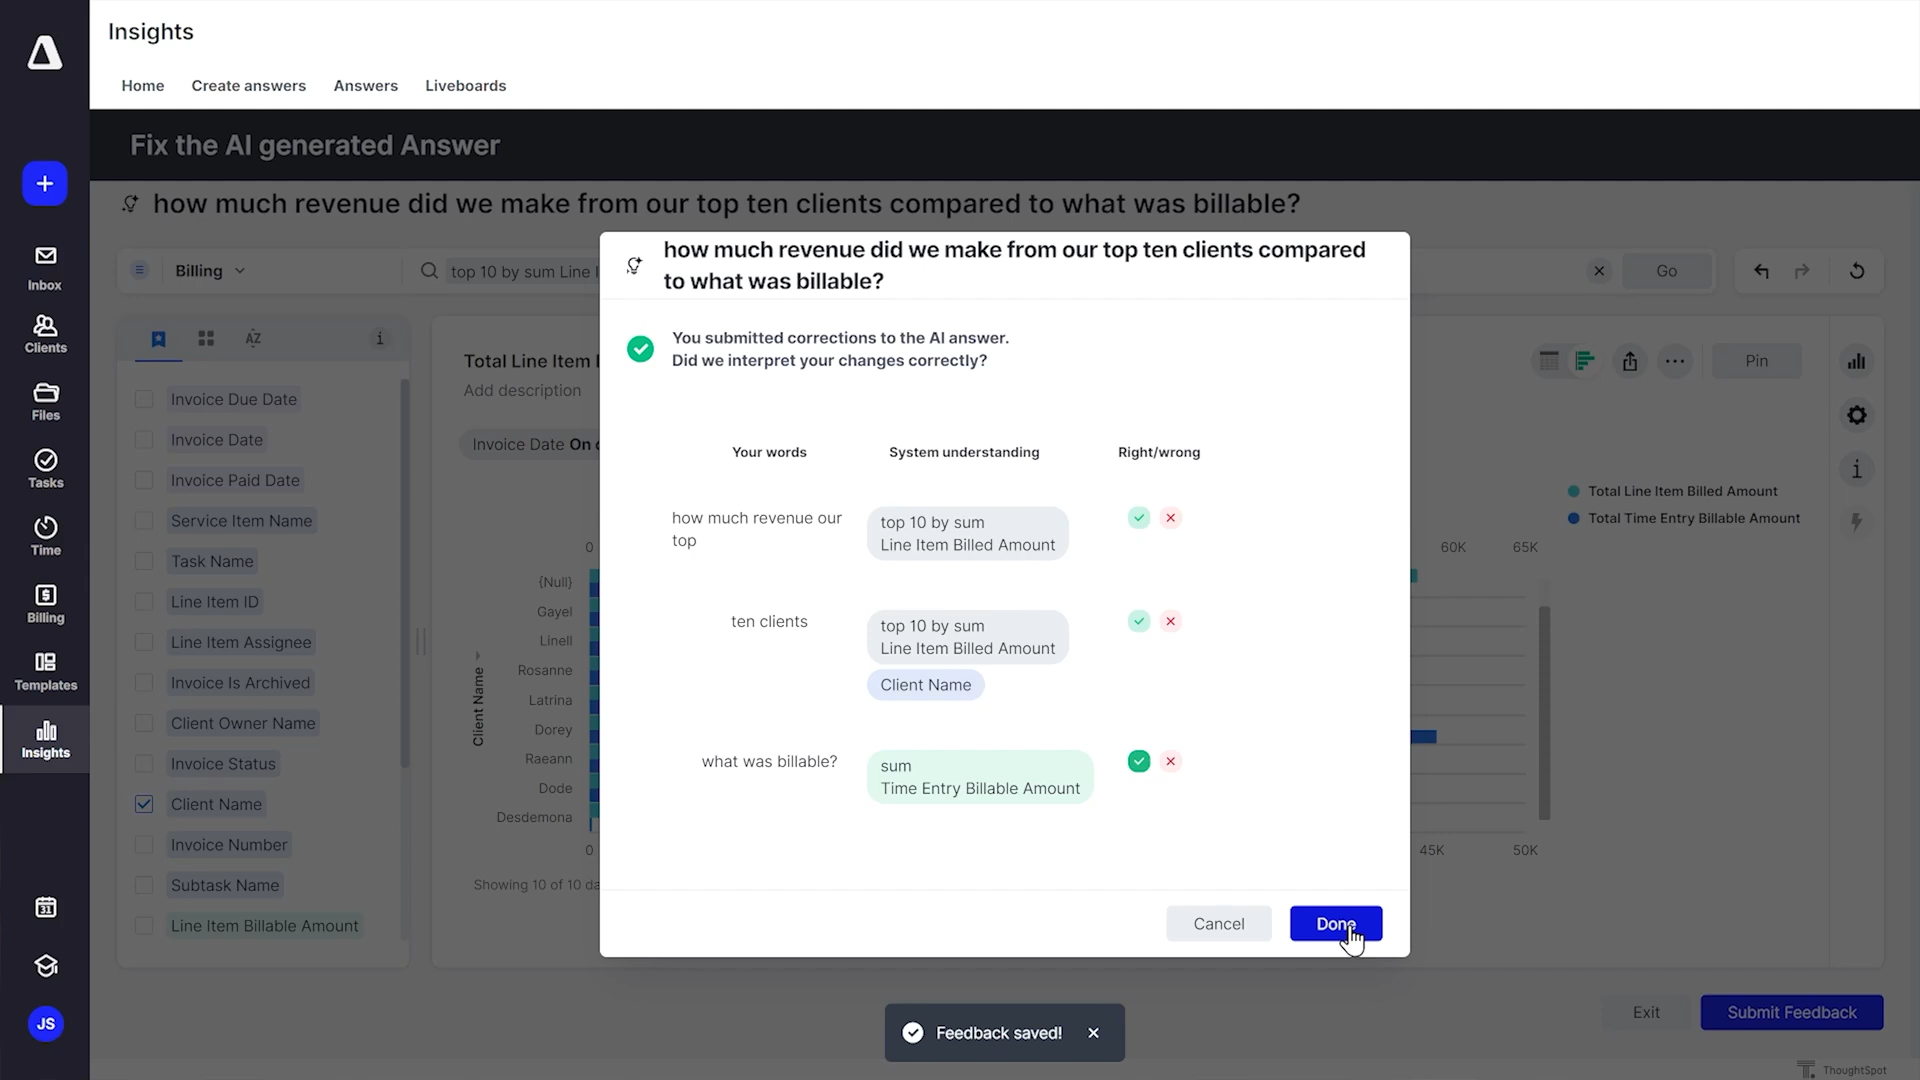 Insights
Home
Create answers
Answers
Liveboards
Fix the AI generated Answer
how much revenue did we make from our top ten clients compared to what was billable?
Billing
top 10 by sum Line I
Go
Inbox
Clients
Files
Tasks
Time
Billing
Templates
Insights
31
JS
AZ
i
Invoice Due Date
Invoice Date
Invoice Paid Date
Service Item Name
Task Name
Line Item ID
Line Item Assignee
Invoice Is Archived
Client Owner Name
Invoice Status
Client Name
Invoice Number
Subtask Name
Line Item Billable Amount
Total Line Item
Add description
Invoice Date On
Pin
Total Line Item Billed Amount
Total Time Entry Billable Amount
0
60K
65K
Client Name
{Null}
Gayel
Linell
Rosanne
Latrina
Dorey
Raeann
Dode
Desdemona
0
45K
50K
Showing 10 of 10 da
how much revenue did we make from our top ten clients compared
to what was billable?
You submitted corrections to the AI answer.
Did we interpret your changes correctly?
Your words
System understanding
Right/wrong
how much revenue our
top
top 10 by sum
Line Item Billed Amount
ten clients
top 10 by sum
Line Item Billed Amount
Client Name
what was billable?
sum
Time Entry Billable Amount
Cancel
Done
Feedback saved!
Exit
Submit Feedback
ThoughtSpot